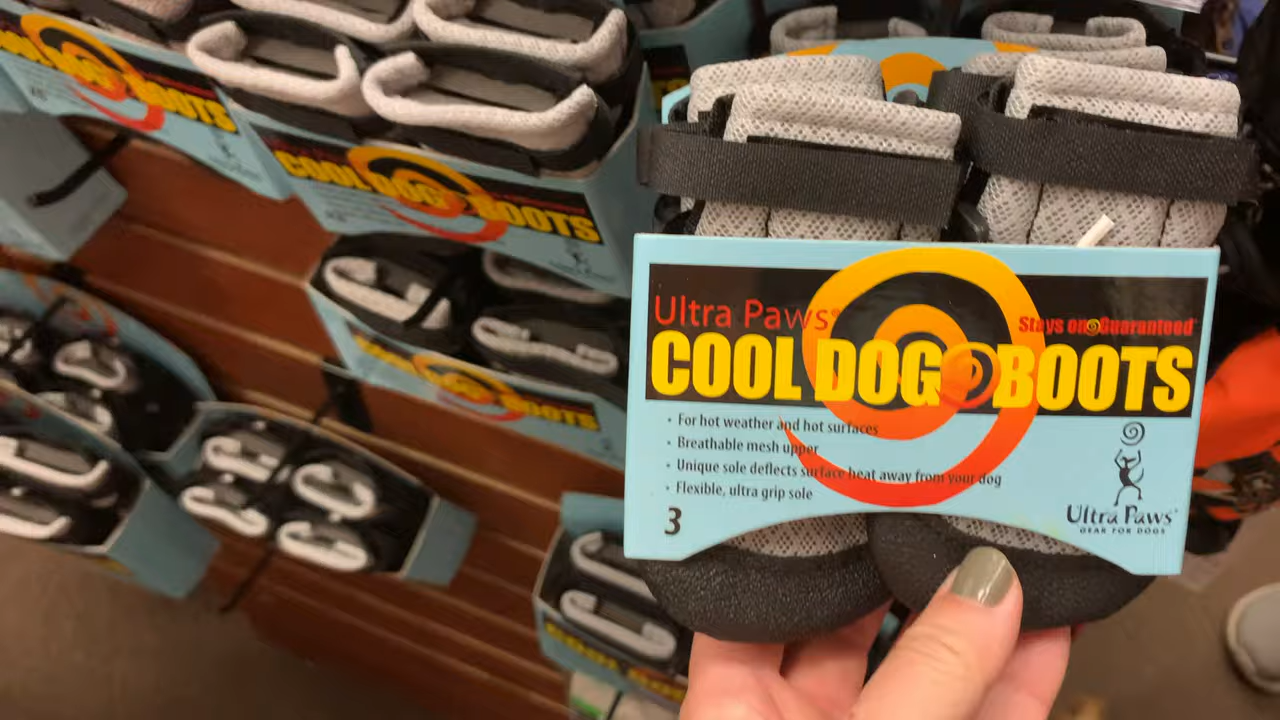 Ultra Paws®
Stays on Guaranteed
COOL DOG BOOTS
• For hot weather and hot surfaces
• Breathable mesh upper
• Unique sole deflects surface heat away from your dog
• Flexible, ultra grip sole
3
Ultra Paws®
GEAR FOR DOGS
COOL DOG BOOTS
BOOTS
BOOTS
COOL DOG